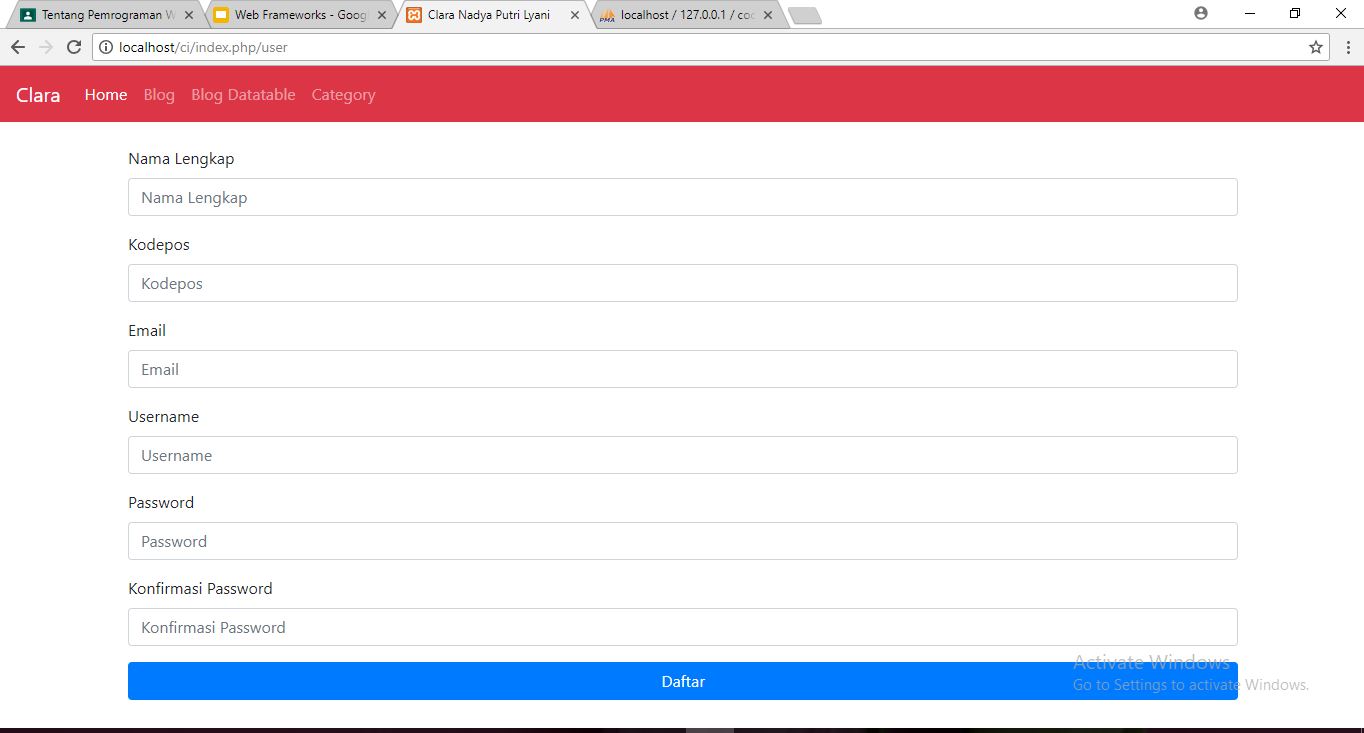 Tentang Pemrograman W
Web Frameworks - Googl
Clara Nadya Putri Lyani
PMA
localhost / 127.0.0.1 / coc
localhost/ci/index.php/user
Clara
Home
Blog
Blog Datatable
Category
Nama Lengkap
Nama Lengkap
Kodepos
Kodepos
Email
Email
Username
Username
Password
Password
Konfirmasi Password
Konfirmasi Password
Daftar
Activate Windows
Go to Settings to activate Windows.